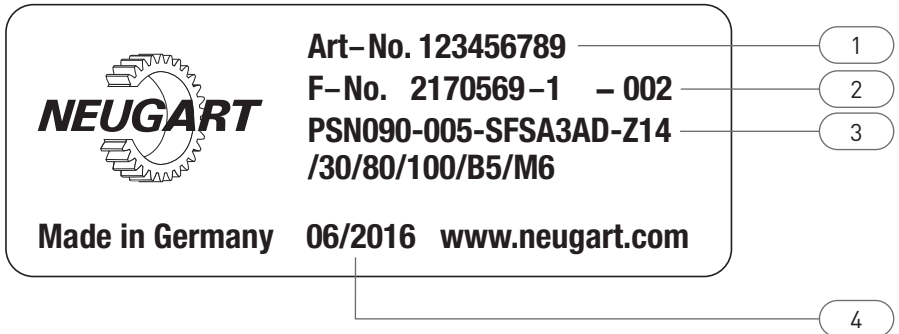 Art-No. 123456789
1
F-No. 2170569-1 - 002
2
NEUGART
PSN090-005-SFSA3AD-Z14
3
/30/80/100/B5/M6
Made in Germany 06/2016 www.neugart.com
4